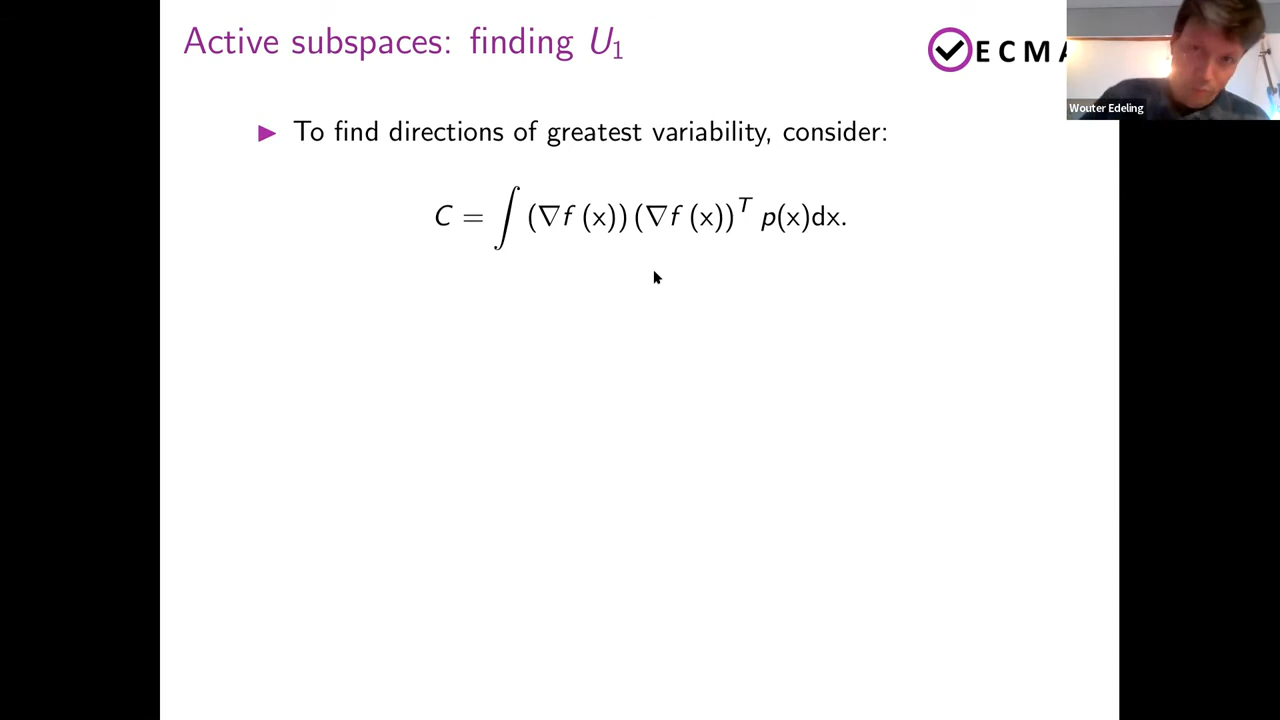 Active subspaces: finding U₁
ECMA
Wouter Edeling
▶ To find directions of greatest variability, consider:
C = ∫ (∇f (x)) (∇f (x))ᵀ p(x)dx.